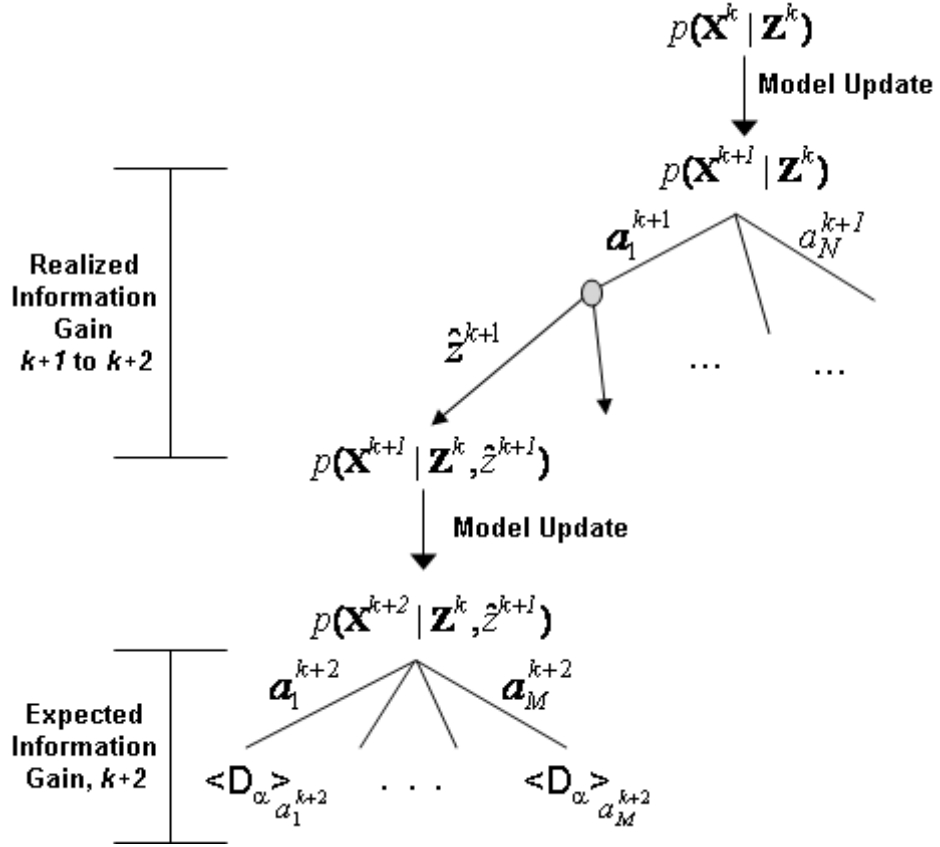 p(X^k | Z^k)
Model Update
p(X^{k+1} | Z^k)
a_1^{k+1}
a_N^{k+1}
Realized
Information
Gain
k+1 to k+2
ẑ^{k+1}
... ...
p(X^{k+1} | Z^k, ẑ^{k+1})
Model Update
p(X^{k+2} | Z^k, ẑ^{k+1})
a_1^{k+2}
a_M^{k+2}
Expected
Information
Gain, k+2
<D_α>_{a_1^{k+2}} . . . <D_α>_{a_M^{k+2}}